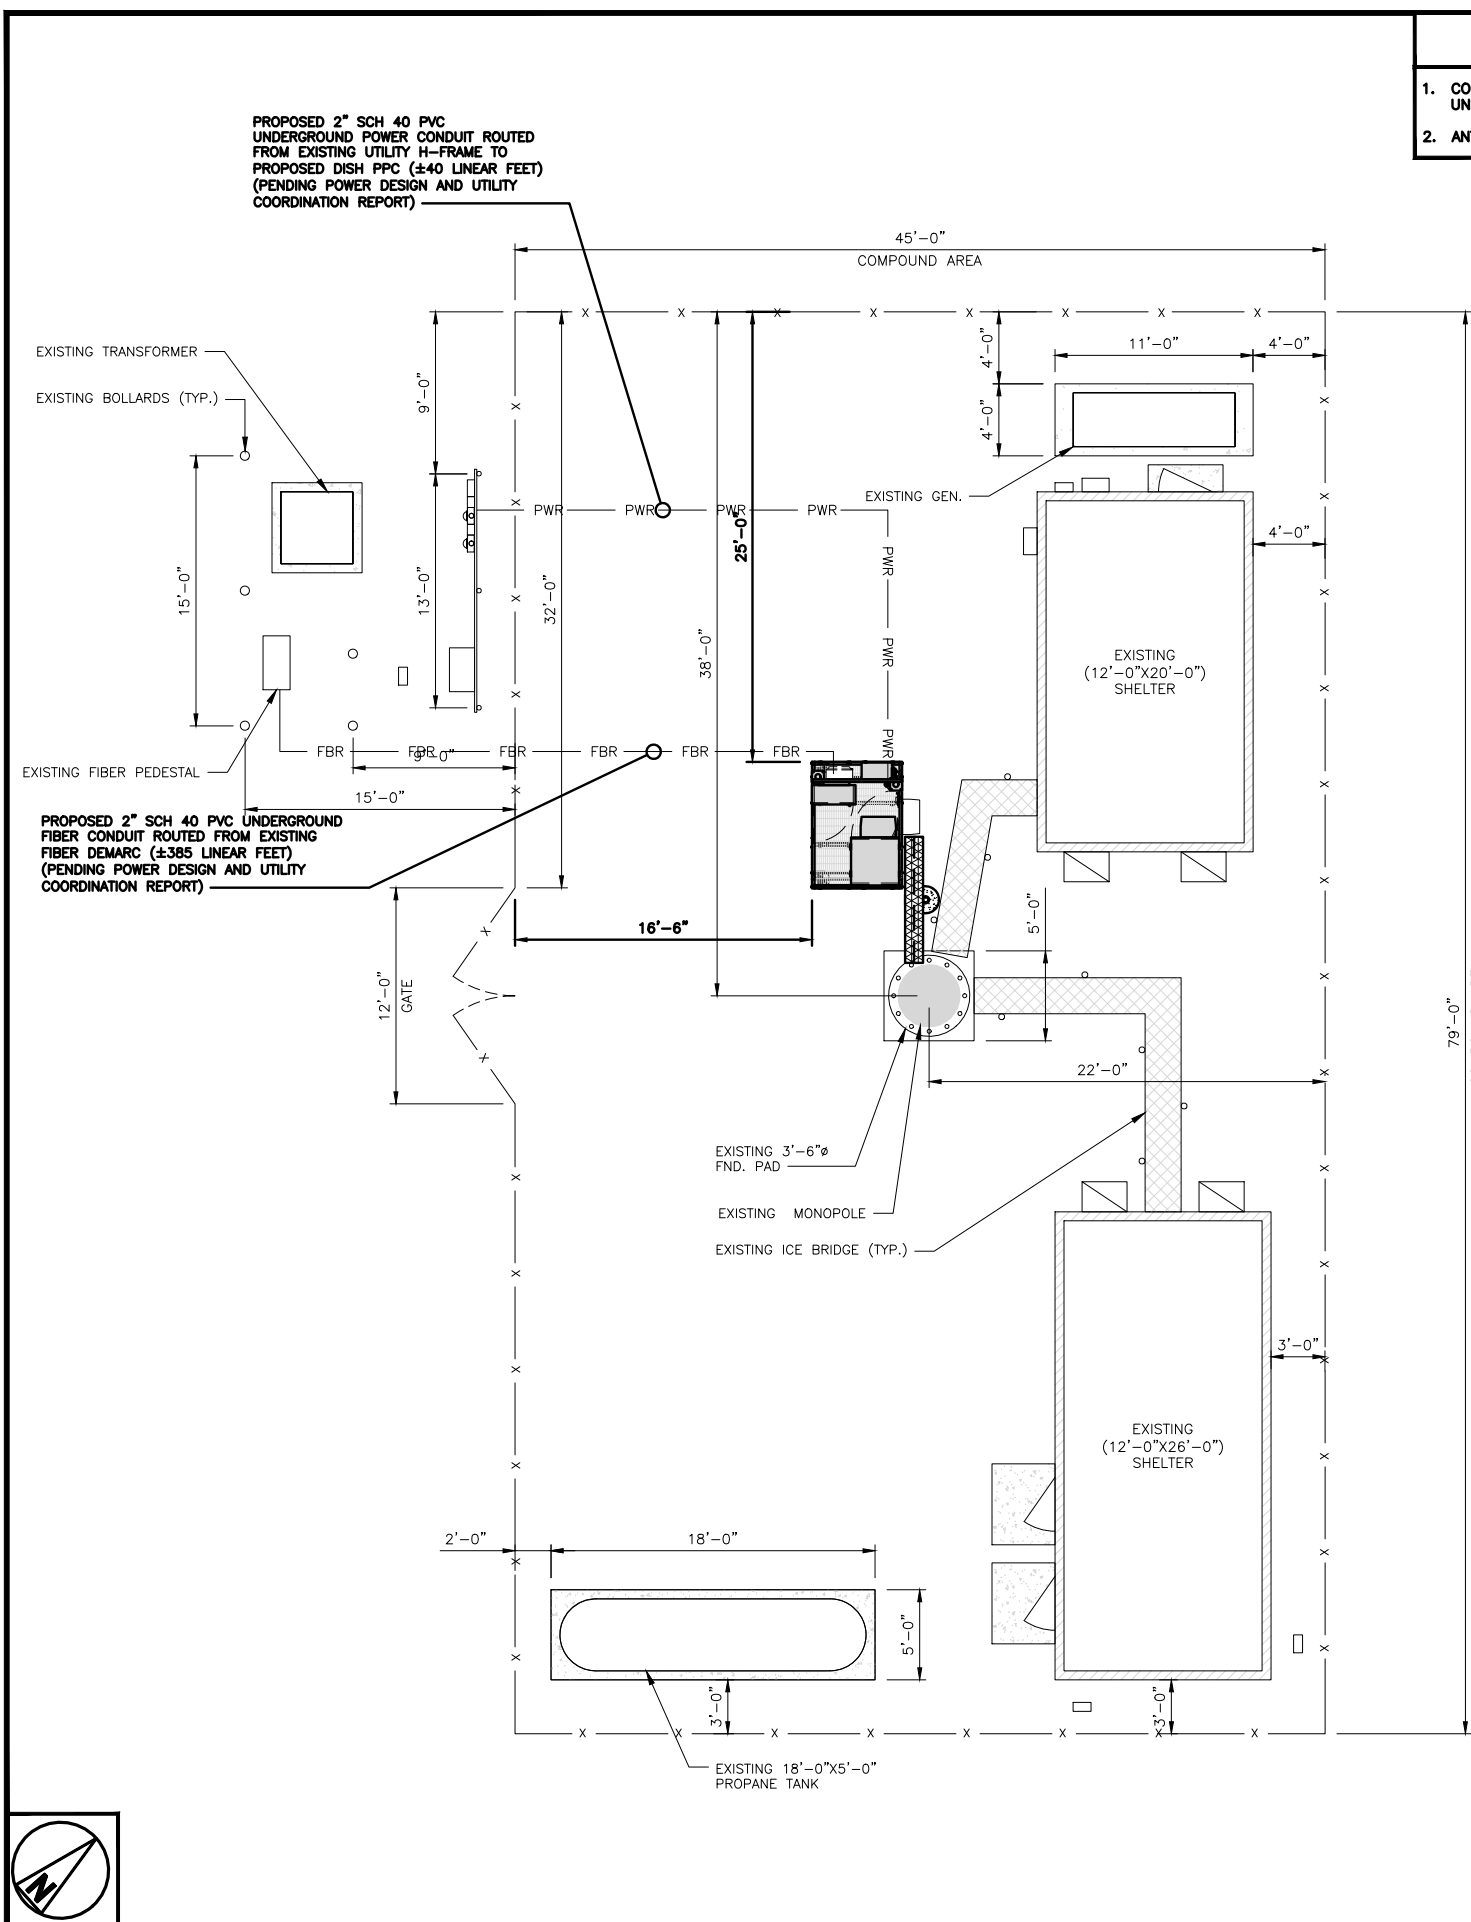 1. CO
UN
2. AN
PROPOSED 2" SCH 40 PVC
UNDERGROUND POWER CONDUIT ROUTED
FROM EXISTING UTILITY H-FRAME TO
PROPOSED DISH PPC (±40 LINEAR FEET)
(PENDING POWER DESIGN AND UTILITY
COORDINATION REPORT)
45'-0"
COMPOUND AREA
EXISTING TRANSFORMER
EXISTING BOLLARDS (TYP.)
9'-0"
4'-0"
11'-0"
4'-0"
4'-0"
EXISTING GEN.
PWR PWR PWR PWR
PWR
PWR
PWR
25'-0"
4'-0"
15'-0"
13'-0"
32'-0"
38'-0"
EXISTING
(12'-0"X20'-0")
SHELTER
FBR FBR FBR FBR FBR FBR
9'-0"
EXISTING FIBER PEDESTAL
15'-0"
PROPOSED 2" SCH 40 PVC UNDERGROUND
FIBER CONDUIT ROUTED FROM EXISTING
FIBER DEMARC (±385 LINEAR FEET)
(PENDING POWER DESIGN AND UTILITY
COORDINATION REPORT)
16'-6"
5'-0"
12'-0"
GATE
79'-0"
22'-0"
EXISTING 3'-6"ø
FND. PAD
EXISTING MONOPOLE
EXISTING ICE BRIDGE (TYP.)
3'-0"
EXISTING
(12'-0"X26'-0")
SHELTER
2'-0"
18'-0"
5'-0"
3'-0"
3'-0"
EXISTING 18'-0"X5'-0"
PROPANE TANK
N